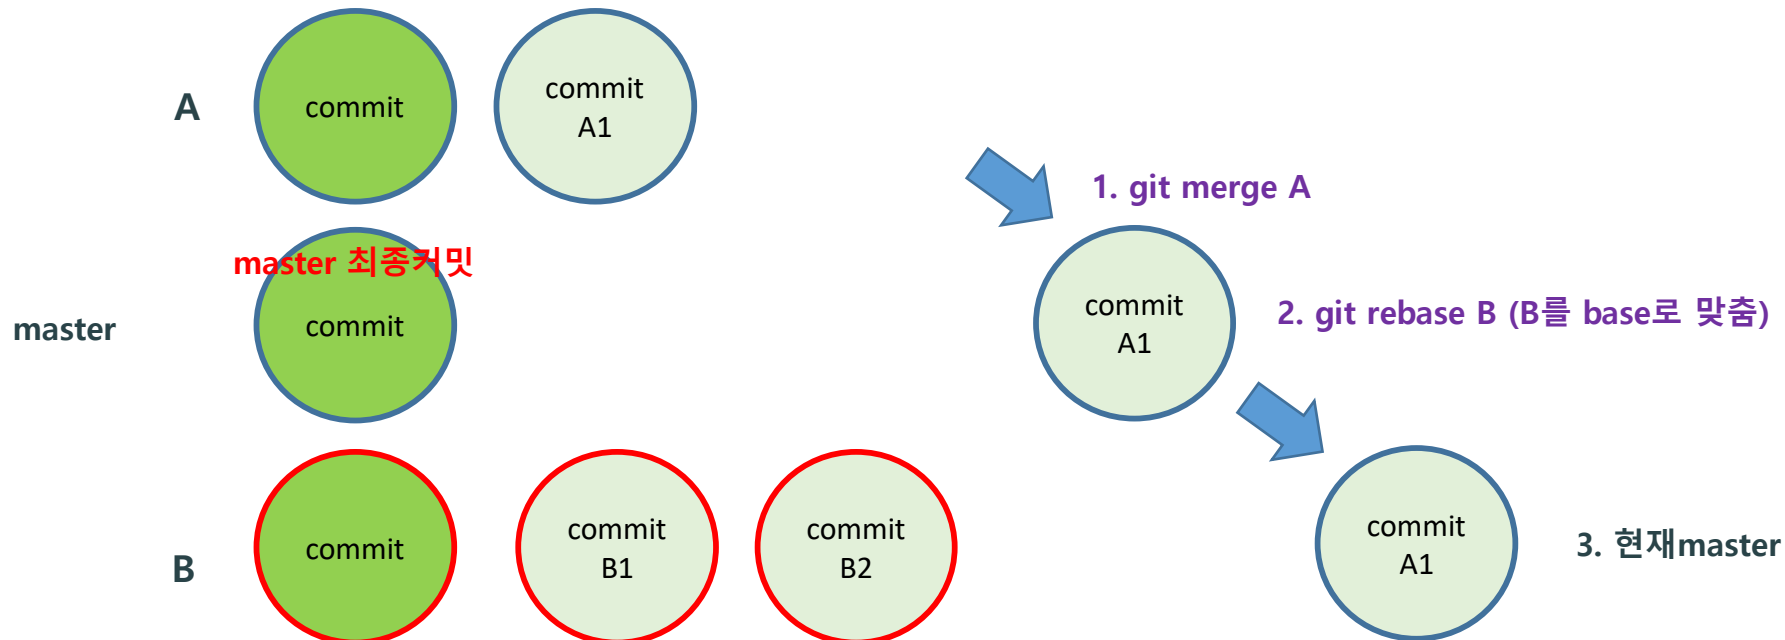 A
commit
commit
A1
1. git merge A
master 최종커밋
master
commit
commit
A1
2. git rebase B (B를 base로 맞춤)
B
commit
commit
B1
commit
B2
commit
A1
3. 현재master